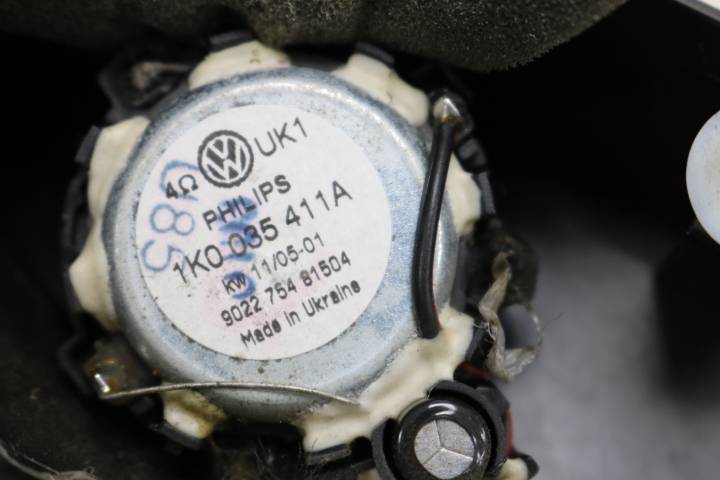 UK1
4Ω
PHILIPS
1K0 035 411A
kw 11/05-01
9022 754 81504
Made in Ukraine